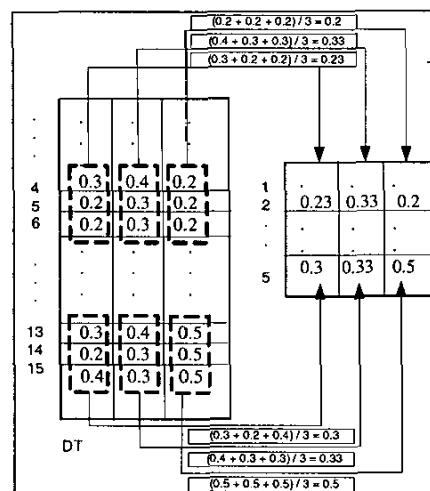 (0.2 + 0.2 + 0.2) / 3 = 0.2
(0.4 + 0.3 + 0.3) / 3 = 0.33
(0.3 + 0.2 + 0.2) / 3 = 0.23
4 0.3 0.4 0.2
5 0.2 0.3 0.2
6 0.2 0.3 0.2
1
2 0.23 0.33 0.2
5 0.3 0.33 0.5
13 0.3 0.4 0.5
14 0.2 0.3 0.5
15 0.4 0.3 0.5
DT
(0.3 + 0.2 + 0.4) / 3 = 0.3
(0.4 + 0.3 + 0.3) / 3 = 0.33
(0.5 + 0.5 + 0.5) / 3 = 0.5